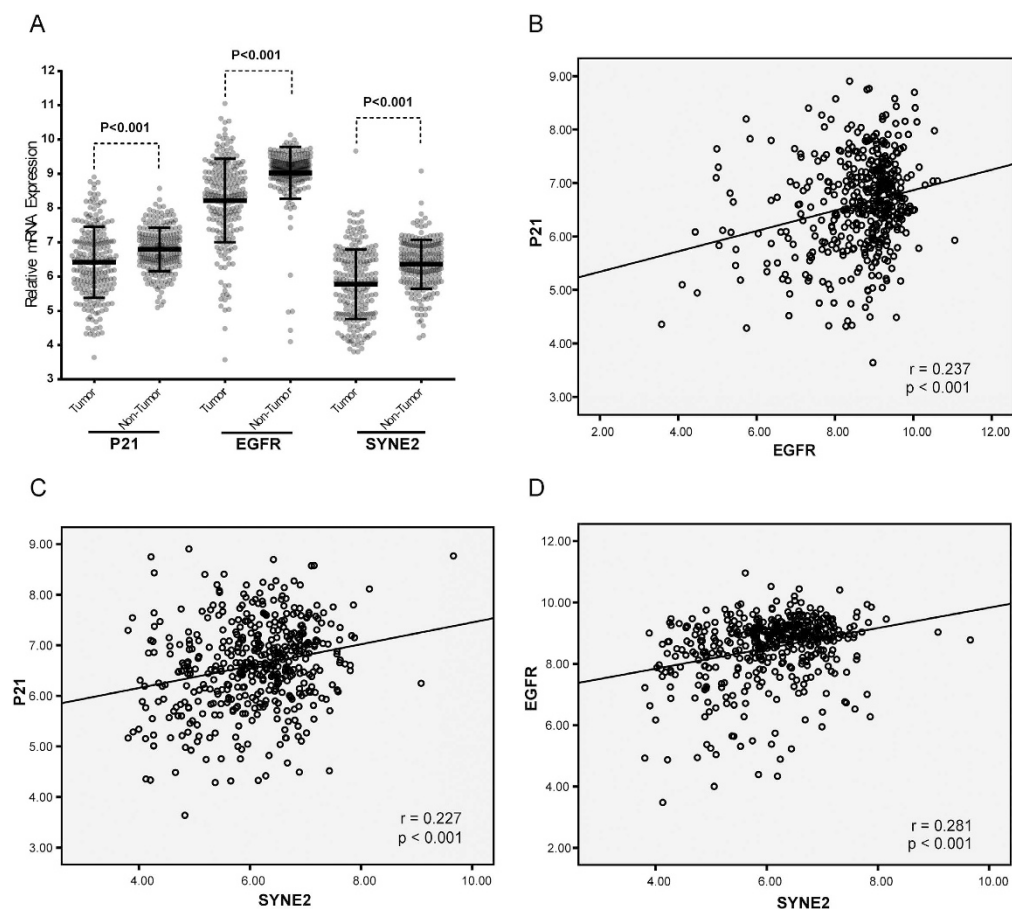 A
P<0.001
P<0.001
P<0.001
Relative mRNA Expression
12
11
10
9
8
7
6
5
4
3
Tumor
Non-Tumor
Tumor
Non-Tumor
Tumor
Non-Tumor
P21
EGFR
SYNE2
B
P21
9.00
8.00
7.00
6.00
5.00
4.00
3.00
r = 0.237
p < 0.001
2.00 4.00 6.00 8.00 10.00 12.00
EGFR
C
P21
9.00
8.00
7.00
6.00
5.00
4.00
3.00
r = 0.227
p < 0.001
4.00 6.00 8.00 10.00
SYNE2
D
EGFR
12.00
10.00
8.00
6.00
4.00
2.00
r = 0.281
p < 0.001
4.00 6.00 8.00 10.00
SYNE2